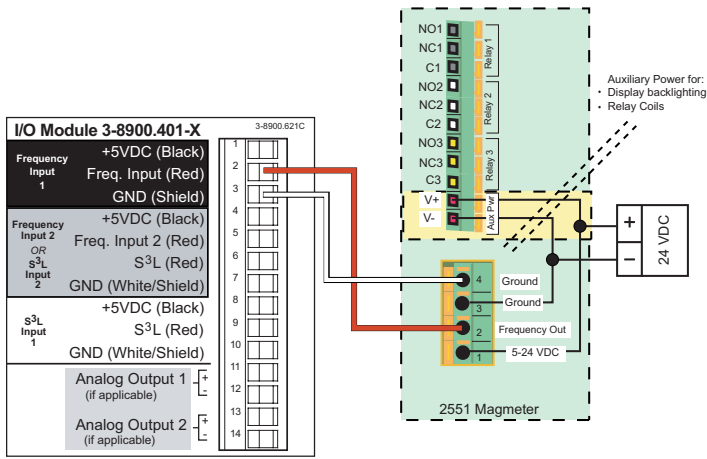 I/O Module 3-8900.401-X
3-8900.621C
Frequency
Input
1
+5VDC (Black)
Freq. Input (Red)
GND (Shield)
Frequency
Input 2
OR
S³L
Input
2
+5VDC (Black)
Freq. Input 2 (Red)
S³L (Red)
GND (White/Shield)
S³L
Input
1
+5VDC (Black)
S³L (Red)
GND (White/Shield)
Analog Output 1
(if applicable)
+
-
Analog Output 2
(if applicable)
+
-
1
2
3
4
5
6
7
8
9
10
11
12
13
14
NO1
NC1
C1
Relay 1
NO2
NC2
C2
Relay 2
NO3
NC3
C3
Relay 3
V+
V-
Aux Pwr
Auxiliary Power for:
• Display backlighting
• Relay Coils
+
-
24 VDC
4
Ground
3
Ground
2
Frequency Out
1
5-24 VDC
2551 Magmeter